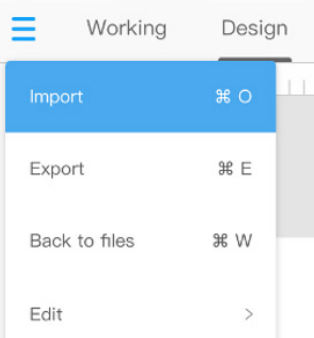 Working Design
Import ⌘ O
Export ⌘ E
Back to files ⌘ W
Edit >